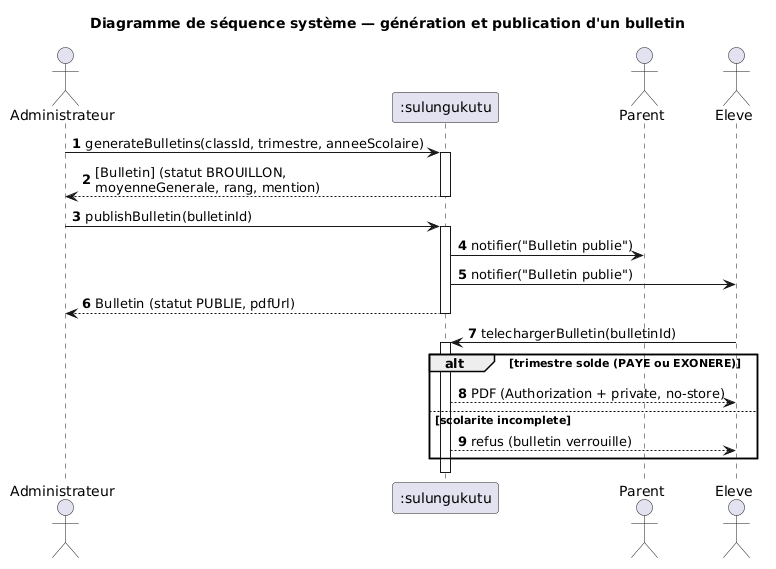 Diagramme de séquence système — génération et publication d'un bulletin
Administrateur
:sulungukutu
Parent
Eleve
1 generateBulletins(classId, trimestre, anneeScolaire)
2 [Bulletin] (statut BROUILLON,
moyenneGenerale, rang, mention)
3 publishBulletin(bulletinId)
4 notifier("Bulletin publie")
5 notifier("Bulletin publie")
6 Bulletin (statut PUBLIE, pdfUrl)
7 telechargerBulletin(bulletinId)
alt [trimestre solde (PAYE ou EXONERE)]
8 PDF (Authorization + private, no-store)
[scolarite incomplete]
9 refus (bulletin verrouille)
Administrateur
:sulungukutu
Parent
Eleve